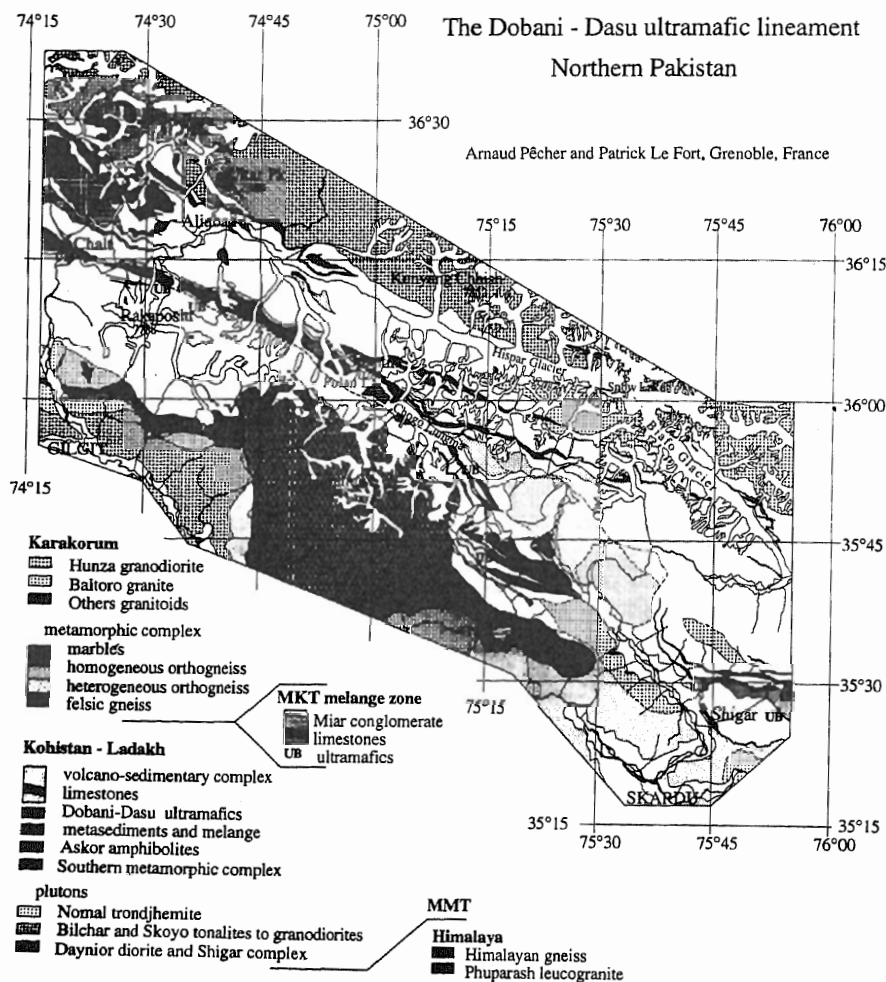 The Dobani - Dasu ultramafic lineament
Northern Pakistan
Arnaud Pêcher and Patrick Le Fort, Grenoble, France
74°15
74°30
74°45
75°00
36°30
75°15
75°30
75°45
76°00
36°15
Chalt
UB
Rakaposhi
Hispar Glacier
Snow Lake
36°00
Biafo Glacier
UB
GILGIT
74°15
35°45
75°15
35°30
Shigar UB
SKARDU
35°15
75°30
75°45
76°00
35°15
Karakorum
Hunza granodiorite
Baltoro granite
Others granitoids
metamorphic complex
marbles
homogeneous orthogneiss
heterogeneous orthogneiss
felsic gneiss
MKT melange zone
Miar conglomerate
limestones
UB ultramafics
Kohistan - Ladakh
volcano-sedimentary complex
limestones
Dobani-Dasu ultramafics
metasediments and melange
Askor amphibolites
Southern metamorphic complex
plutons
Nomal trondjhemite
Bilchar and Skoyo tonalites to granodiorites
Daynior diorite and Shigar complex
MMT
Himalaya
Himalayan gneiss
Phuparash leucogranite